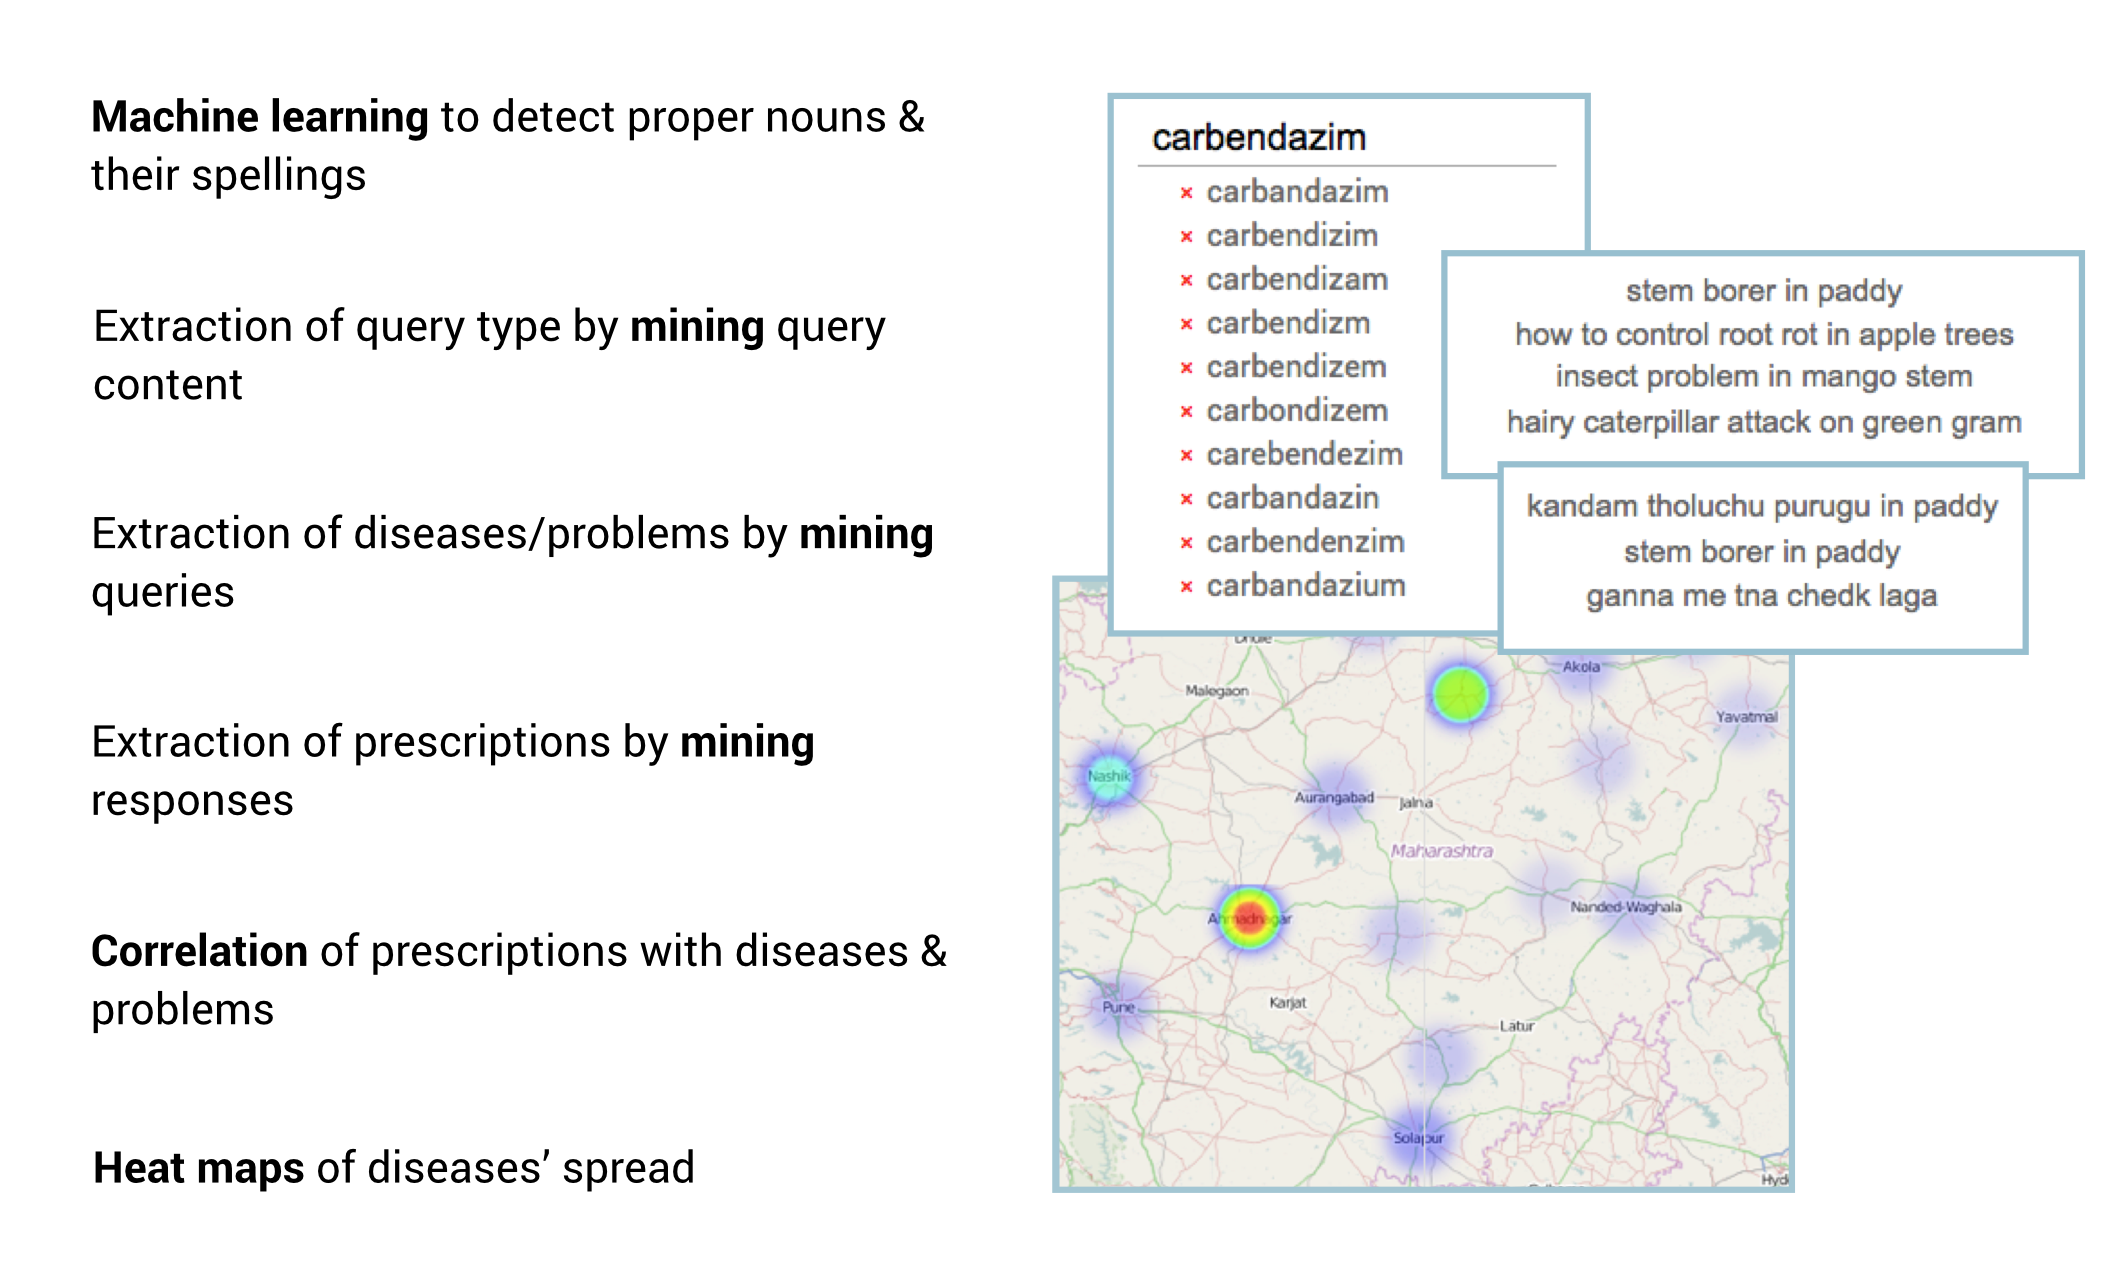 Machine learning to detect proper nouns &
their spellings
Extraction of query type by mining query
content
Extraction of diseases/problems by mining
queries
Extraction of prescriptions by mining
responses
Correlation of prescriptions with diseases &
problems
Heat maps of diseases’ spread
carbendazim
× carbandazim
× carbendizim
× carbendizam
× carbendizm
× carbendizem
× carbondizem
× carebendezim
× carbandazin
× carbendenzim
× carbandazium
stem borer in paddy
how to control root rot in apple trees
insect problem in mango stem
hairy caterpillar attack on green gram
kandam tholuchu purugu in paddy
stem borer in paddy
ganna me tna chedk laga
Dhule
Akola
Malegaon
Yavatmal
Nashik
Aurangabad
Jalna
Maharashtra
Nanded-Waghala
Ahmadnagar
Pune
Karjat
Latur
Solapur
Hyd